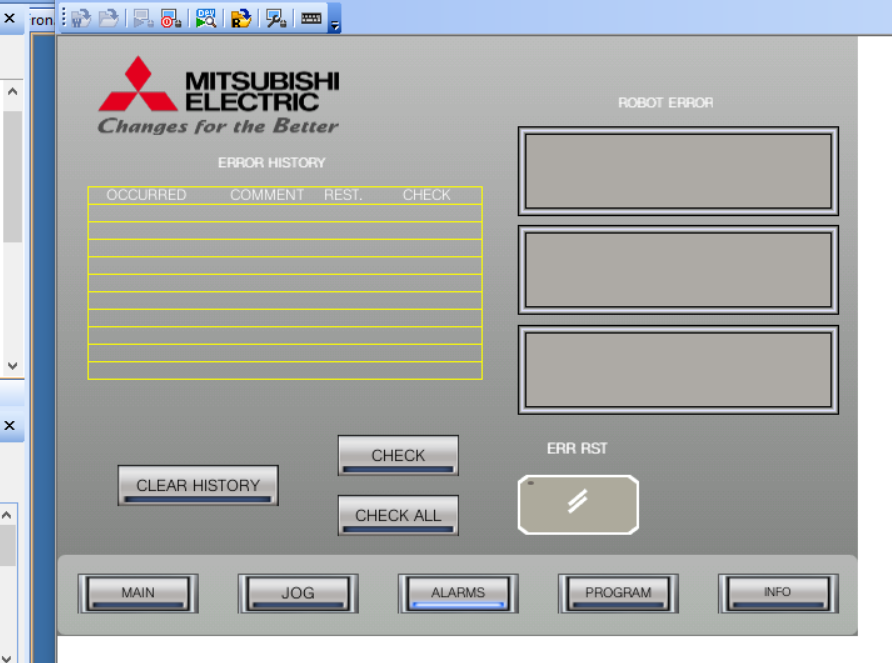 ron
MITSUBISHI
ELECTRIC
Changes for the Better
ERROR HISTORY
OCCURRED COMMENT REST. CHECK
ROBOT ERROR
CLEAR HISTORY
CHECK
CHECK ALL
ERR RST
MAIN
JOG
ALARMS
PROGRAM
INFO